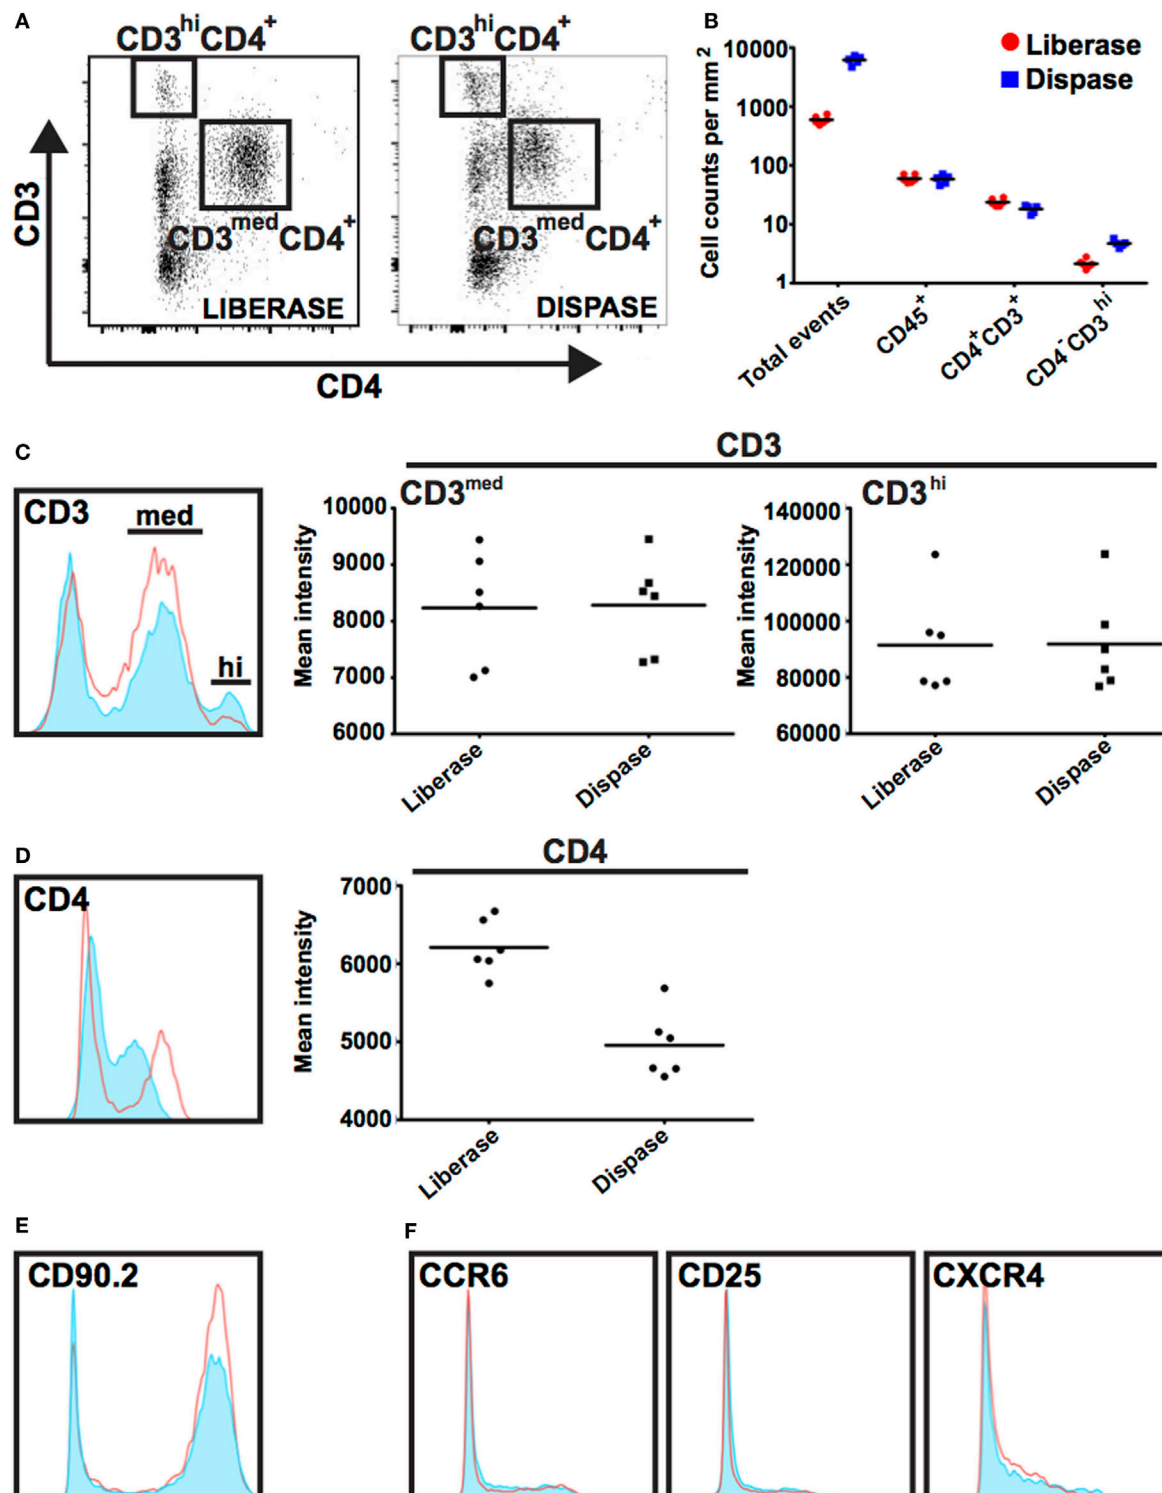 A
CD3hiCD4+
CD3hiCD4+
CD3
CD3medCD4+
CD3medCD4+
LIBERASE
DISPASE
CD4
B
Liberase
Dispase
Cell counts per mm2
10000
1000
100
10
1
Total events
CD45+
CD4+CD3+
CD4-CD3hi
C
CD3
CD3
med
hi
CD3med
Mean intensity
10000
9000
8000
7000
6000
Liberase
Dispase
CD3hi
Mean intensity
140000
120000
100000
80000
60000
Liberase
Dispase
D
CD4
CD4
Mean intensity
7000
6000
5000
4000
Liberase
Dispase
E
CD90.2
F
CCR6
CD25
CXCR4